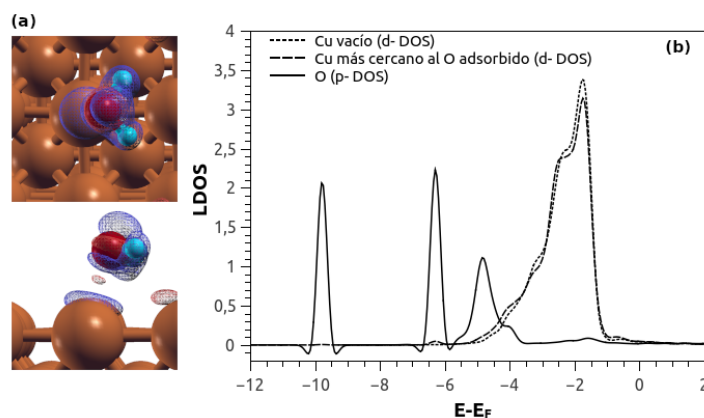 (a)
(b)
Cu vacío (d- DOS)
Cu más cercano al O adsorbido (d- DOS)
O (p- DOS)
LDOS
4
3,5
3
2,5
2
1,5
1
0,5
0
−12 −10 −8 −6 −4 −2 0 2
E-E_F